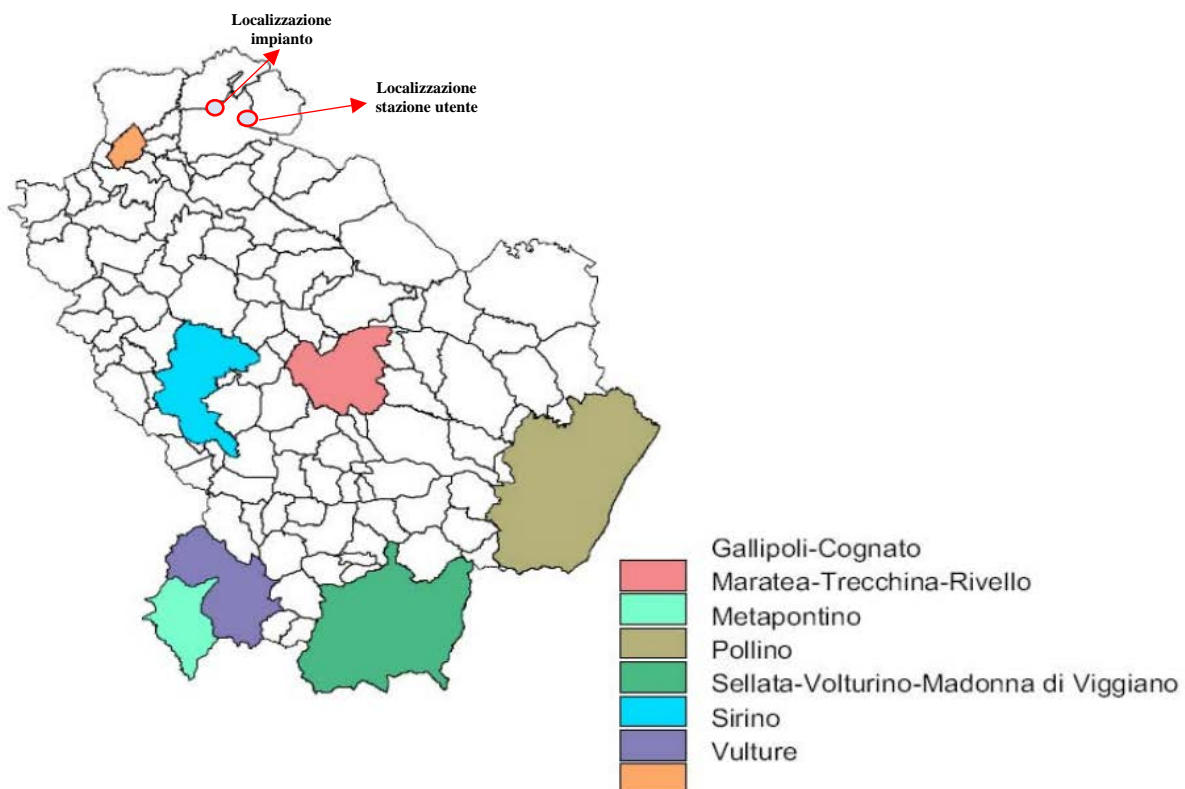 Localizzazione
impianto
Localizzazione
stazione utente
Gallipoli-Cognato
Maratea-Trecchina-Rivello
Metapontino
Pollino
Sellata-Volturino-Madonna di Viggiano
Sirino
Vulture